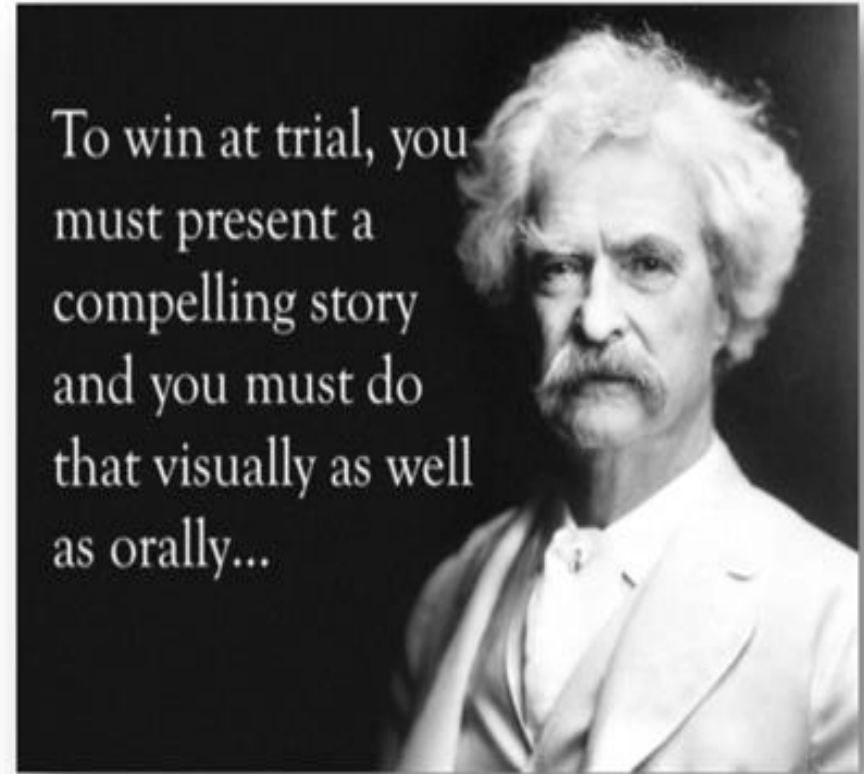 To win at trial, you
must present a
compelling story
and you must do
that visually as well
as orally...